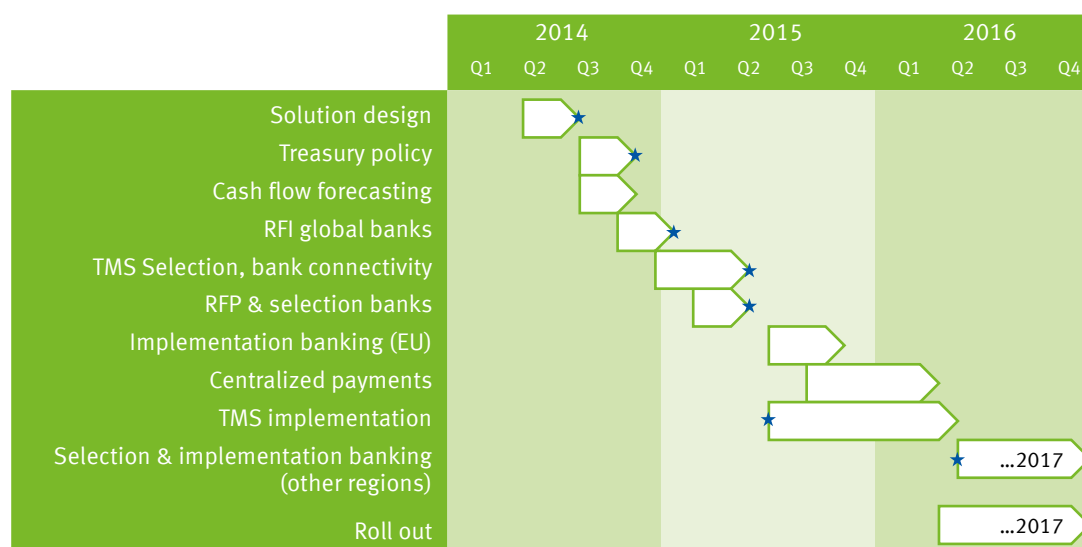 2014 2015 2016
Q1 Q2 Q3 Q4 Q1 Q2 Q3 Q4 Q1 Q2 Q3 Q4
Solution design
Treasury policy
Cash flow forecasting
RFI global banks
TMS Selection, bank connectivity
RFP & selection banks
Implementation banking (EU)
Centralized payments
TMS implementation
Selection & implementation banking
(other regions)
...2017
Roll out
...2017